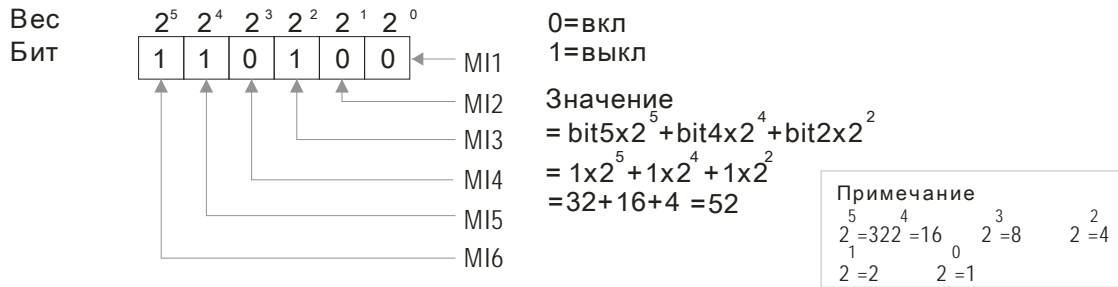 Вес 2⁵ 2⁴ 2³ 2² 2¹ 2⁰
Бит 1 1 0 1 0 0
MI1
MI2
MI3
MI4
MI5
MI6
0=вкл
1=выкл
Значение
= bit5x2⁵+bit4x2⁴+bit2x2²
= 1x2⁵+1x2⁴+1x2²
=32+16+4 =52
Примечание
2⁵=322⁴=16 2³=8 2²=4
2¹=2 2⁰=1